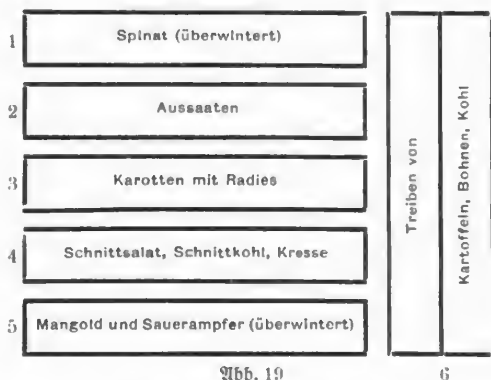 1 Spinat (überwintert)
2 Aussaaten
3 Karotten mit Radies
4 Schnittsalat, Schnittkohl, Kresse
5 Mangold und Sauerampfer (überwintert)
Treiben von
Kartoffeln, Bohnen, Kohl
Abb. 19
6